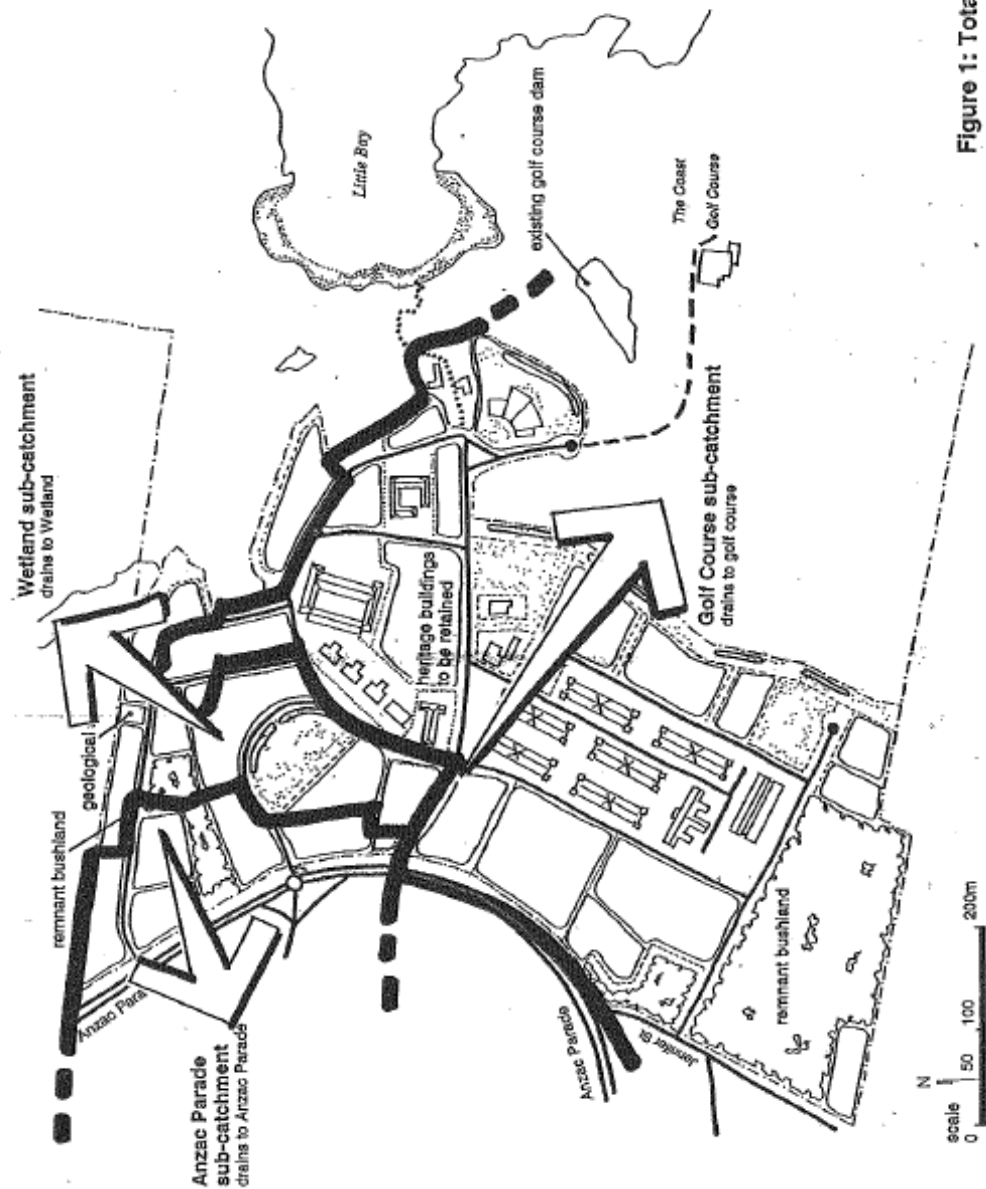 Wetland sub-catchment
drains to Wetland
remnant bushland
geological
Little Bay
existing golf course dam
The Coast
Golf Course
Anzac Para
Anzac Parade
sub-catchment
drains to Anzac Parade
heritage buildings
to be retained
Golf Course sub-catchment
drains to golf course
Anzac Parade
Jennifer St
remnant bushland
N
scale
0 50 100 200m
Figure 1: Tota